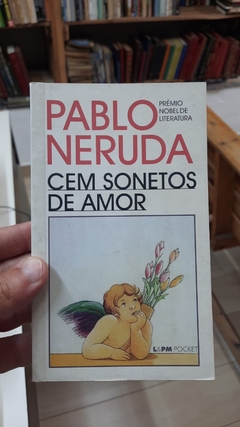 PABLO
NERUDA
PRÊMIO
NOBEL DE
LITERATURA
CEM SONETOS
DE AMOR
L&PM POCKET